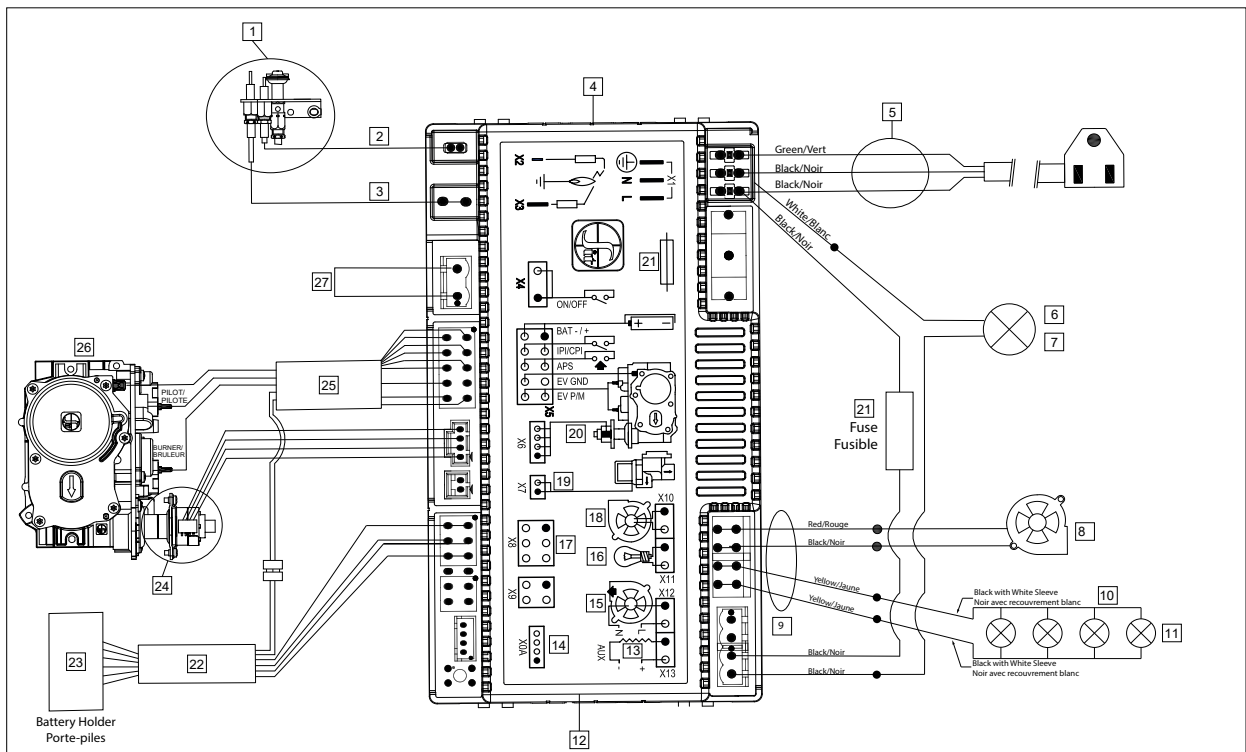 1
4
2
3
5
Green/Vert
Black/Noir
Black/Noir
White/Blanc
Black/Noir
X2
X3
N
L
X1
21
X4
ON/OFF
27
6
7
BAT - / +
+ −
IPI/CPI
APS
EV GND
EV P/M
X5
26
25
PILOT/
PILOTE
BURNER/
BRULEUR
21
Fuse
Fusible
X6
20
X7
19
X10
18
X8
17
16
X11
Red/Rouge
Black/Noir
8
24
X9
15
X12
N
L
Yellow/Jaune
Yellow/Jaune
Black with White Sleeve
Noir avec recouvrement blanc
10
11
9
X0A
14
AUX
13
- +
X13
Black/Noir
Black/Noir
Black with White Sleeve
Noir avec recouvrement blanc
23
22
Battery Holder
Porte-piles
12